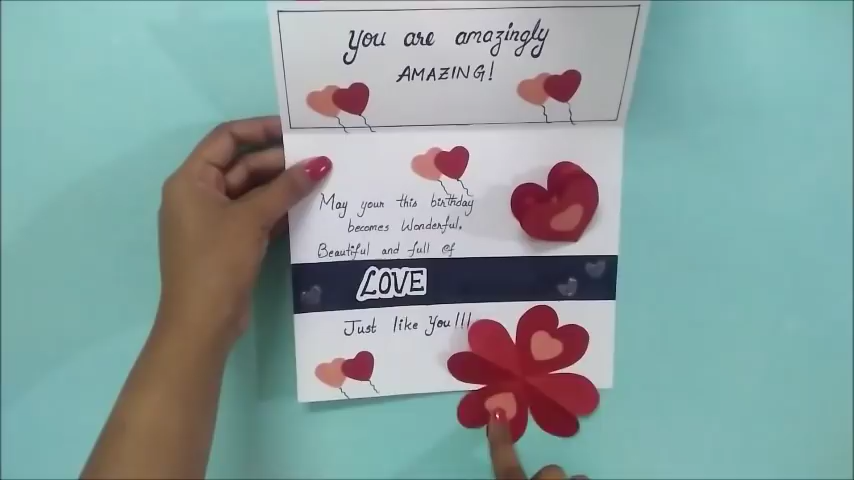 You are amazingly
AMAZING!
May your this birthday
becomes Wonderful,
Beautiful and full of
LOVE
Just like You!!!